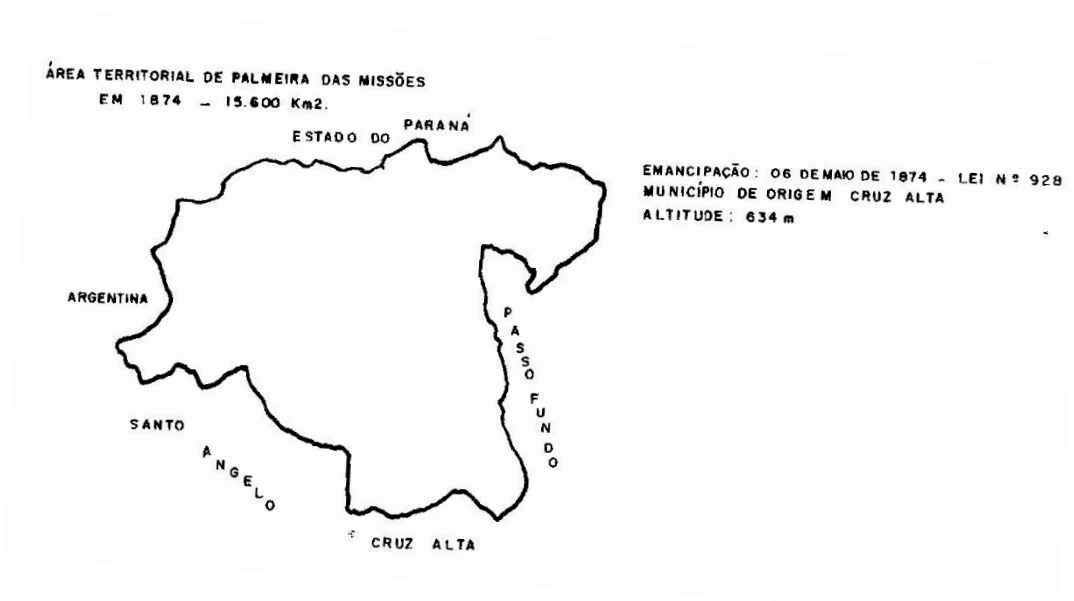 ÁREA TERRITORIAL DE PALMEIRA DAS MISSÕES
EM 1874 – 15.600 Km2.
ESTADO DO PARANÁ
EMANCIPAÇÃO: 06 DE MAIO DE 1874 – LEI Nº 928
MUNICÍPIO DE ORIGEM CRUZ ALTA
ALTITUDE: 634 m
ARGENTINA
PASSO FUNDO
SANTO ANGELO
CRUZ ALTA